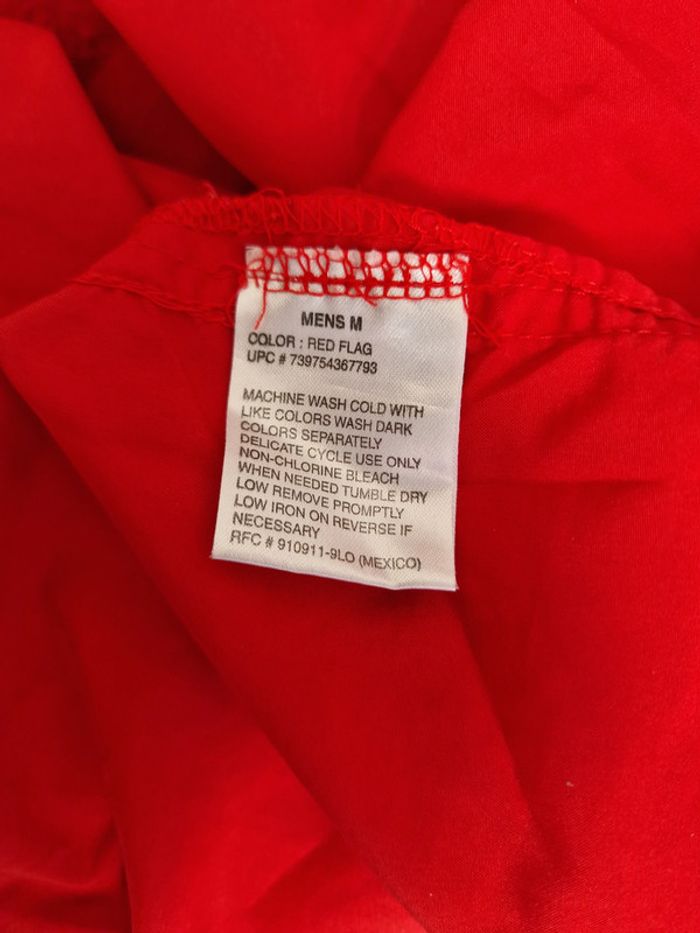 MENS M
COLOR : RED FLAG
UPC # 739754367793
MACHINE WASH COLD WITH
LIKE COLORS WASH DARK
COLORS SEPARATELY
DELICATE CYCLE USE ONLY
NON-CHLORINE BLEACH
WHEN NEEDED TUMBLE DRY
LOW REMOVE PROMPTLY
LOW IRON ON REVERSE IF
NECESSARY
RFC # 910911-9L0 (MEXICO)